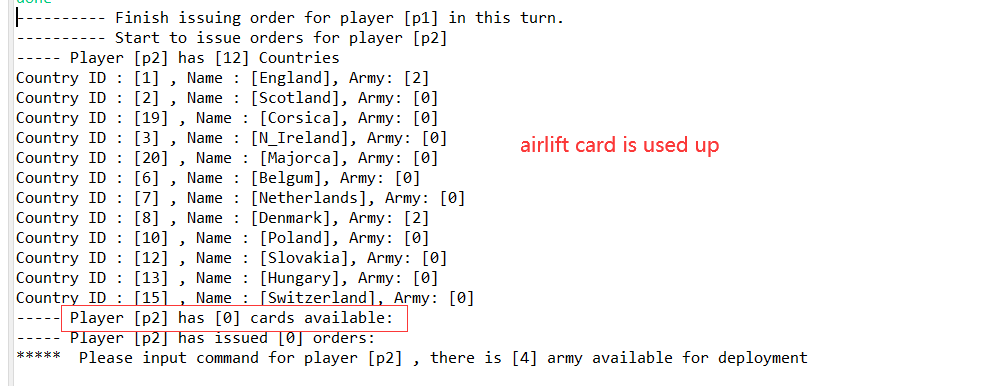 done
---------- Finish issuing order for player [p1] in this turn.
---------- Start to issue orders for player [p2]
----- Player [p2] has [12] Countries
Country ID : [1] , Name : [England], Army: [2]
Country ID : [2] , Name : [Scotland], Army: [0]
Country ID : [19] , Name : [Corsica], Army: [0]
Country ID : [3] , Name : [N_Ireland], Army: [0]
airlift card is used up
Country ID : [20] , Name : [Majorca], Army: [0]
Country ID : [6] , Name : [Belgum], Army: [0]
Country ID : [7] , Name : [Netherlands], Army: [0]
Country ID : [8] , Name : [Denmark], Army: [2]
Country ID : [10] , Name : [Poland], Army: [0]
Country ID : [12] , Name : [Slovakia], Army: [0]
Country ID : [13] , Name : [Hungary], Army: [0]
Country ID : [15] , Name : [Switzerland], Army: [0]
----- Player [p2] has [0] cards available:
----- Player [p2] has issued [0] orders:
***** Please input command for player [p2] , there is [4] army available for deployment